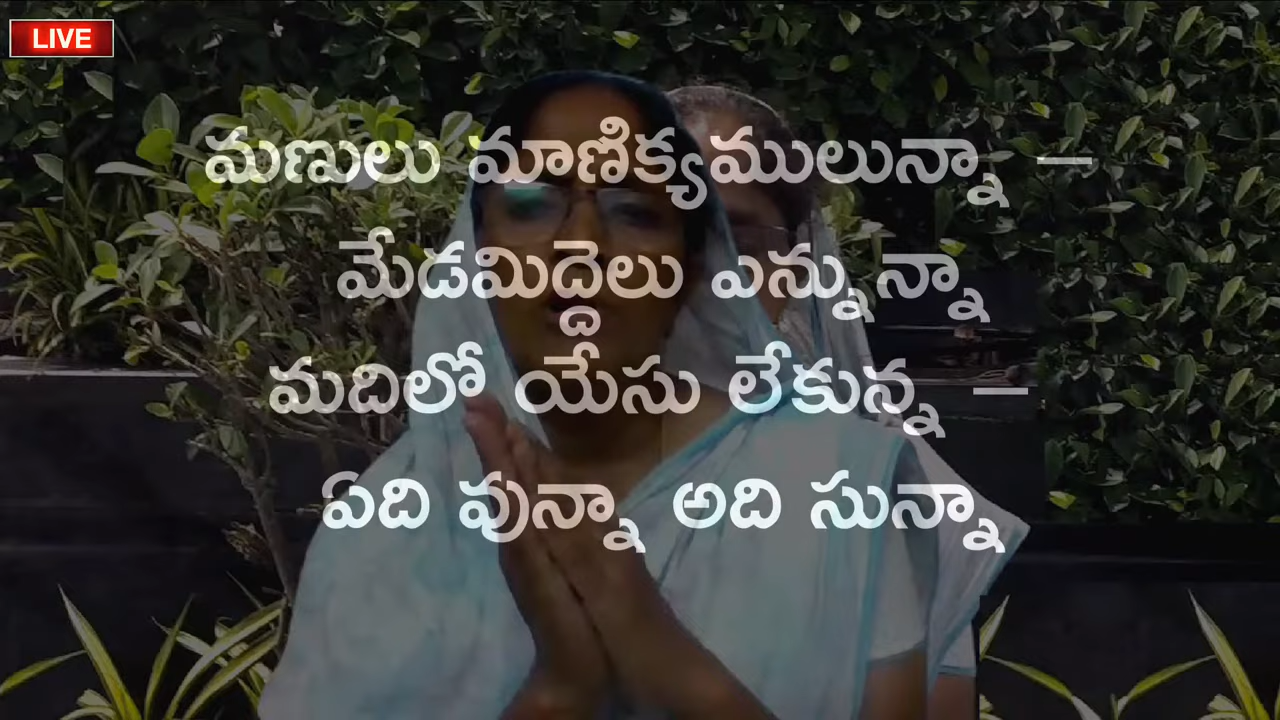 LIVE
మణులు మాణిక్యములున్నా –
మేడమిద్దెలు ఎన్నున్నా
మదిలో యేసు లేకున్న –
ఏది వున్నా అది సున్నా